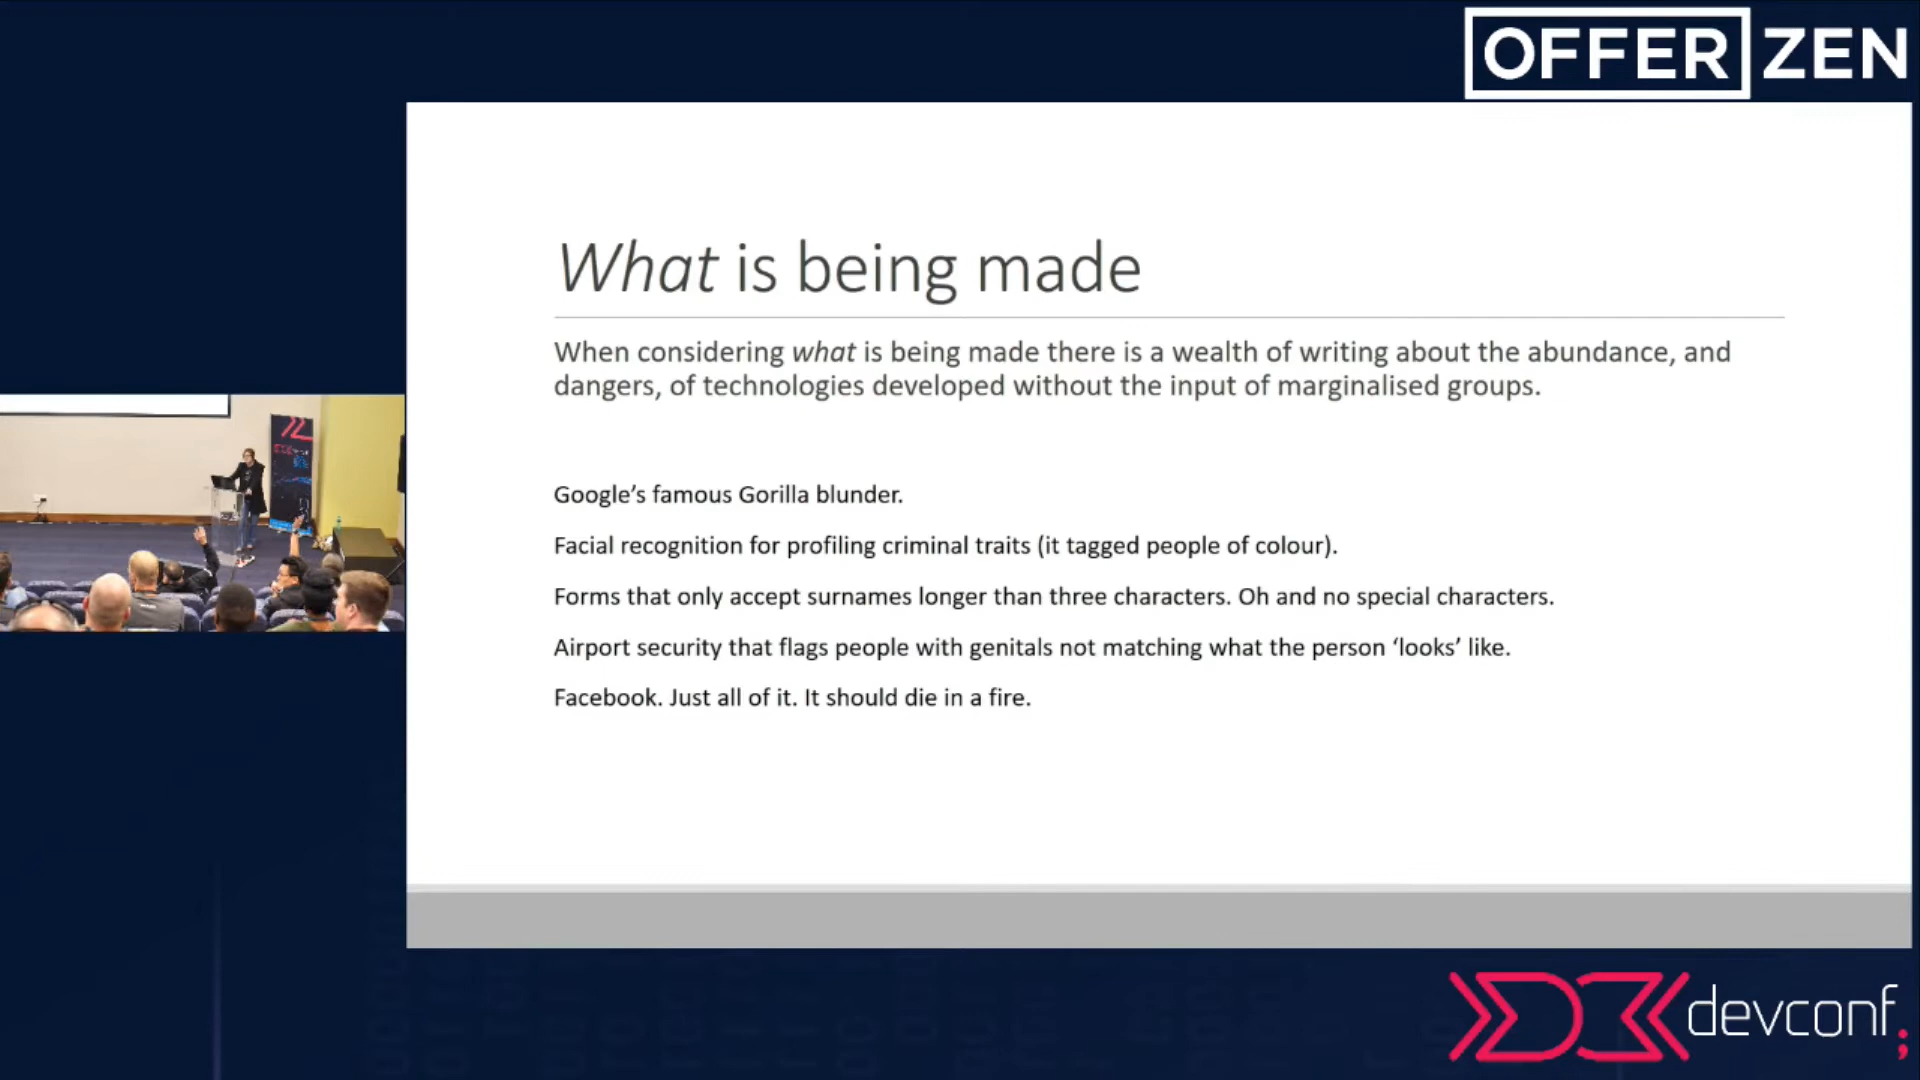 OFFERZEN
What is being made
When considering what is being made there is a wealth of writing about the abundance, and
dangers, of technologies developed without the input of marginalised groups.
Google’s famous Gorilla blunder.
Facial recognition for profiling criminal traits (it tagged people of colour).
Forms that only accept surnames longer than three characters. Oh and no special characters.
Airport security that flags people with genitals not matching what the person ‘looks’ like.
Facebook. Just all of it. It should die in a fire.
devconf;